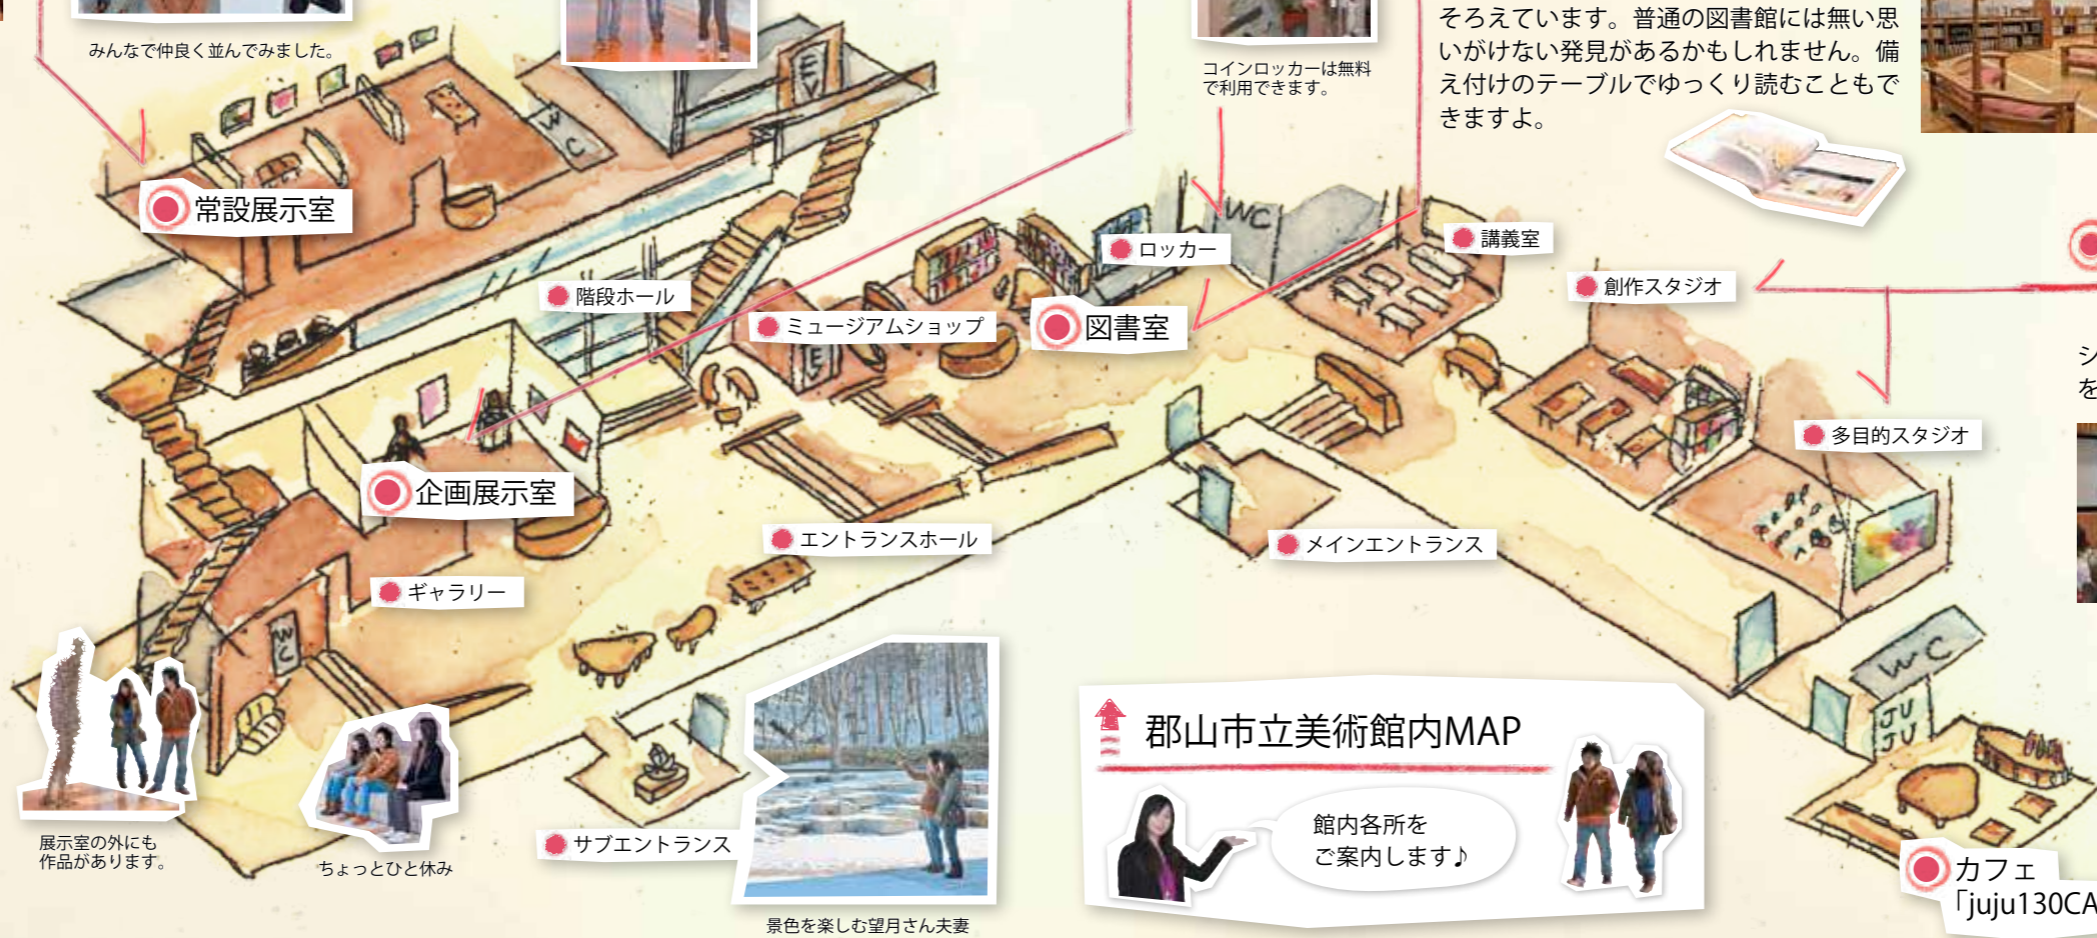 みんなで仲良く並んでみました。
コインロッカーは無料
で利用できます。
そろえています。普通の図書館には無い思
いがけない発見があるかもしれません。備
え付けのテーブルでゆっくり読むこともで
きますよ。
EV
WC
常設展示室
階段ホール
ミュージアムショップ
EV
ロッカー
WC
図書室
講義室
創作スタジオ
シ
を
多目的スタジオ
企画展示室
エントランスホール
メインエントランス
ギャラリー
WC
WC
JU
JU
展示室の外にも
作品があります。
ちょっとひと休み
サブエントランス
景色を楽しむ望月さん夫妻
郡山市立美術館内MAP
館内各所を
ご案内します♪
カフェ
「juju130CA